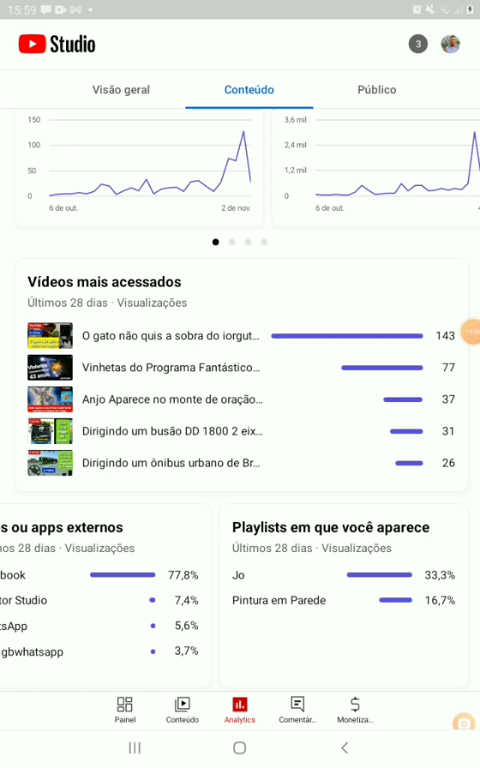 15:59
Studio
3
Visão geral Conteúdo Público
150
100
50
0
6 de out. 2 de nov.
3,6 mil
2,4 mil
1,2 mil
0
6 de out.
Vídeos mais acessados
Últimos 28 dias · Visualizações
O gato não quis a sobra do iorgut... 143
Vinhetas do Programa Fantástico... 77
Anjo Aparece no monte de oração... 37
Dirigindo um busão DD 1800 2 eix... 31
Dirigindo um ônibus urbano de Br... 26
s ou apps externos
nos 28 dias · Visualizações
book 77,8%
tor Studio 7,4%
tsApp 5,6%
.gbwhatsapp 3,7%
Playlists em que você aparece
Últimos 28 dias · Visualizações
Jo 33,3%
Pintura em Parede 16,7%
Painel Conteúdo Analytics Comentár... Monetiza...